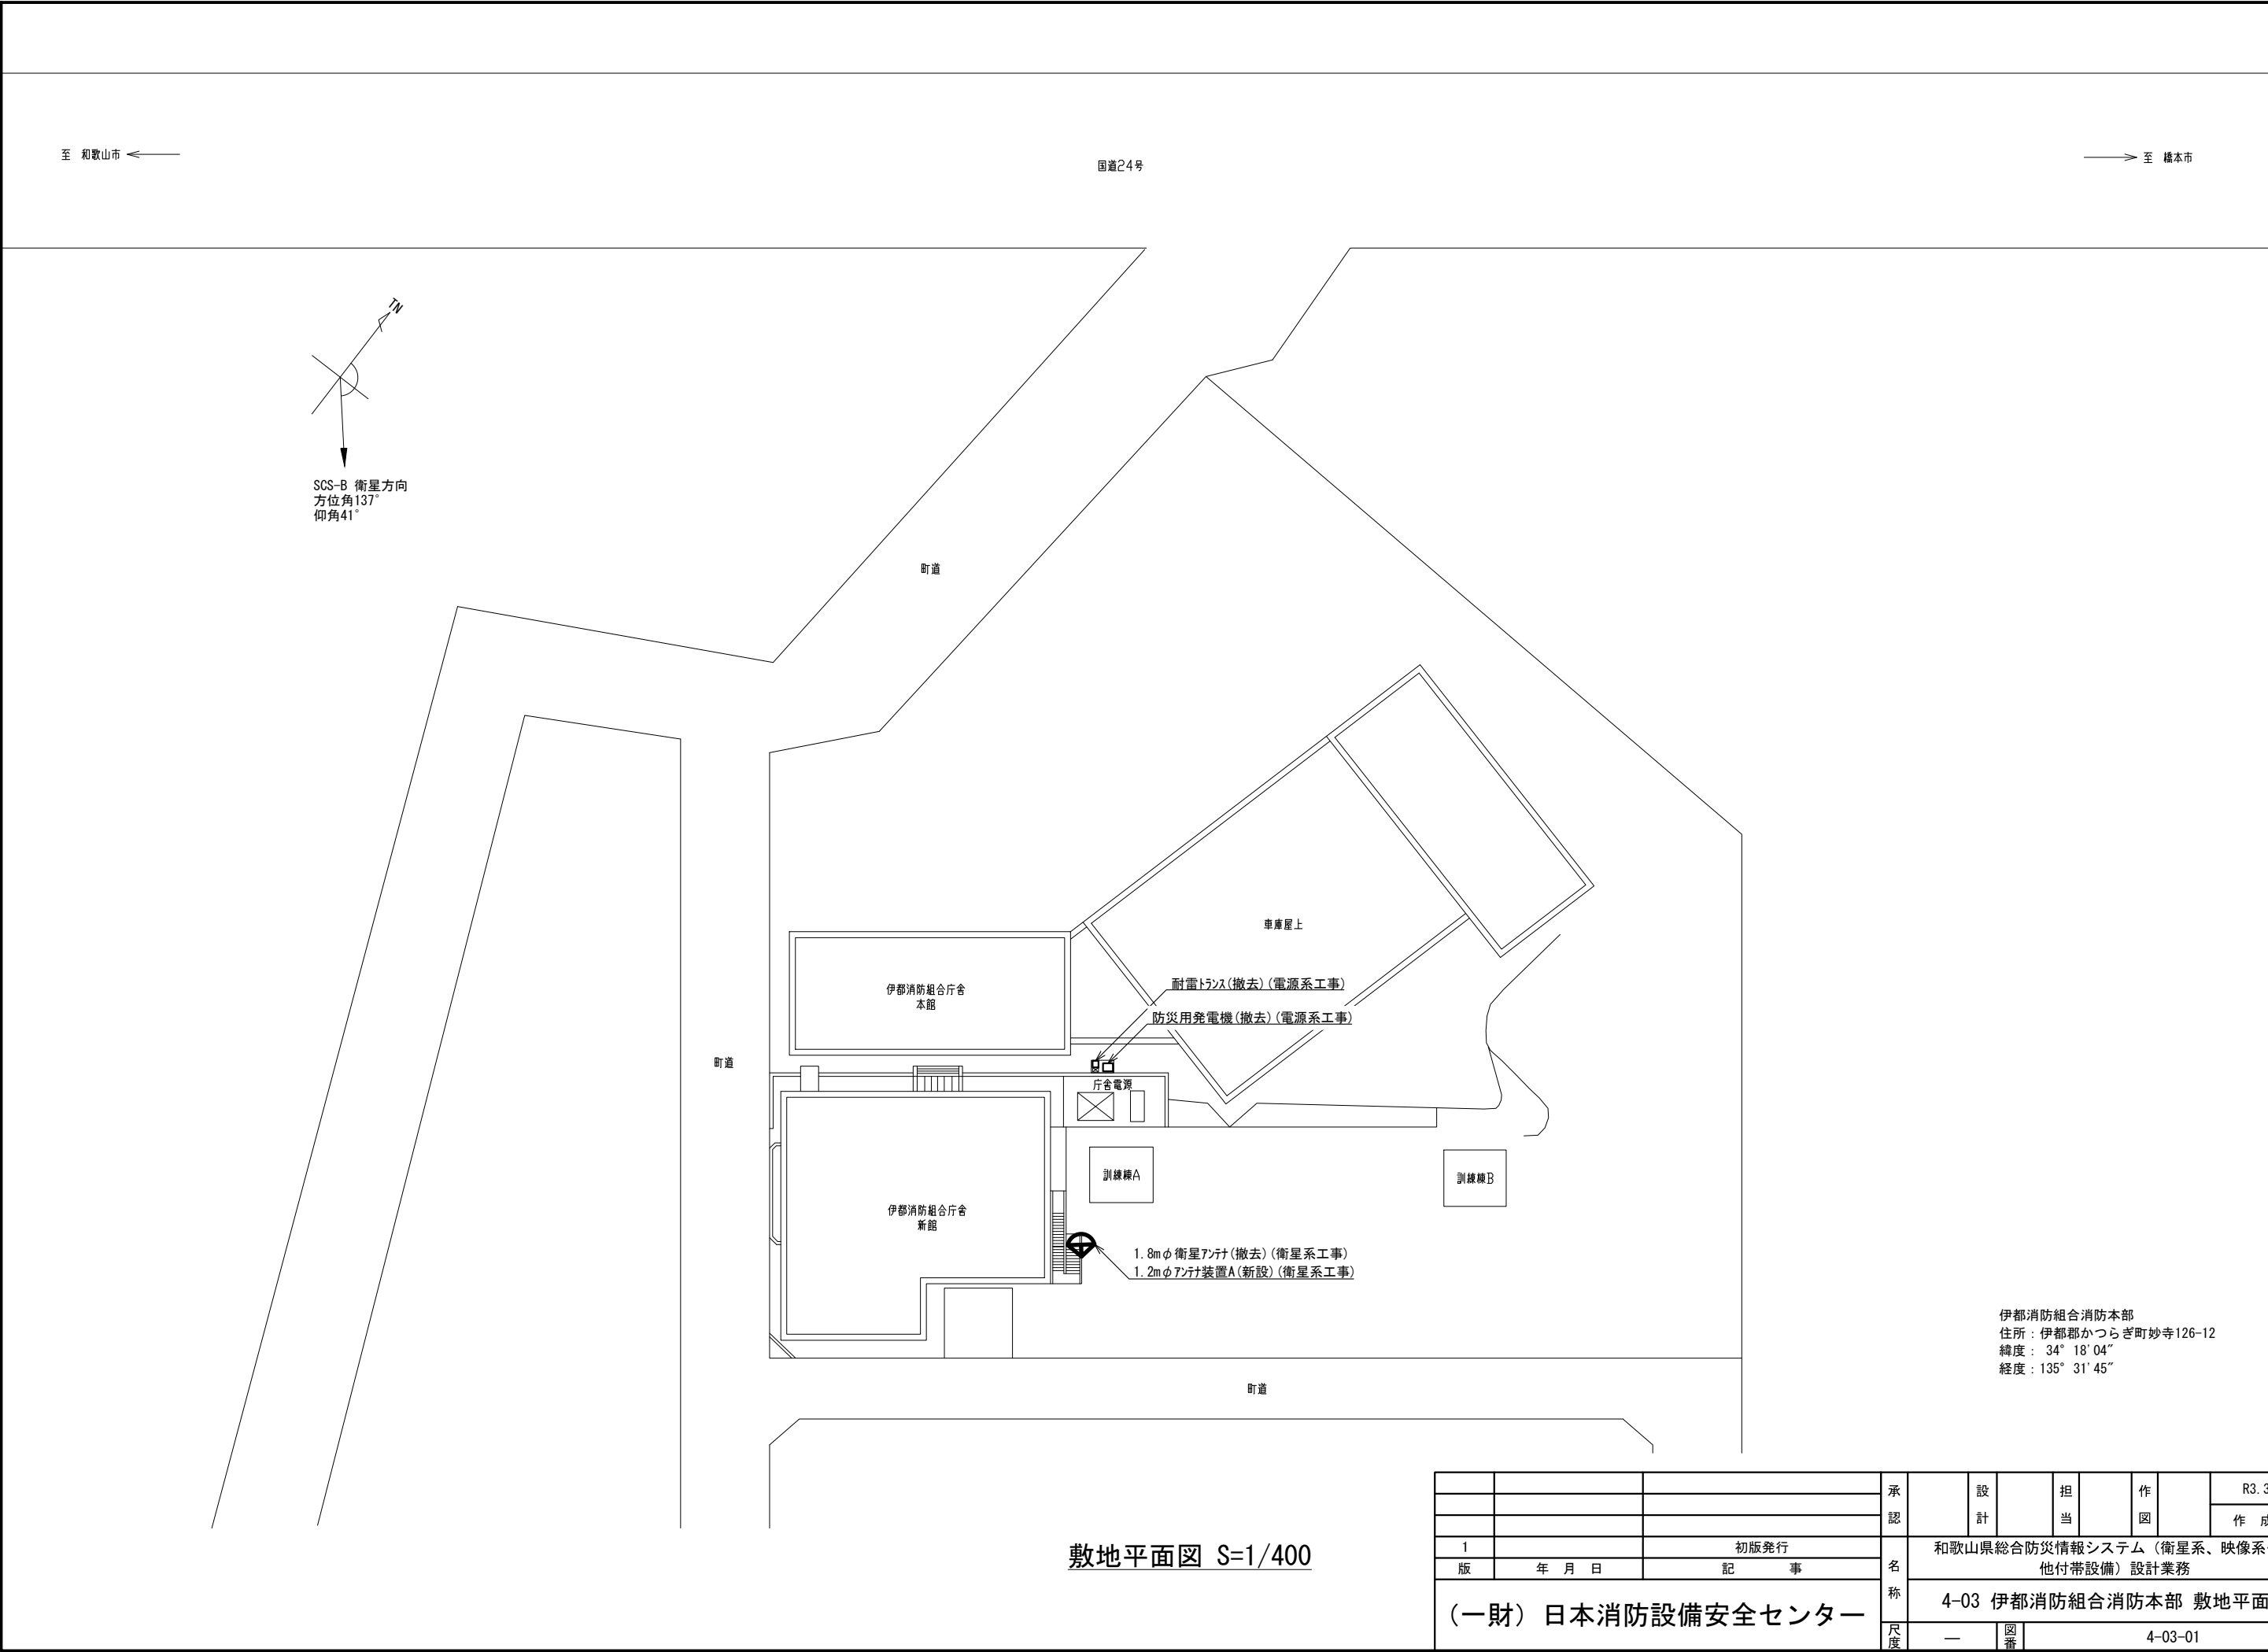 至 和歌山市
国道24号
至 橋本市
TN
SCS-B 衛星方向
方位角137°
仰角41°
町道
車庫屋上
伊都消防組合庁舎
本館
耐雷ﾄﾗﾝｽ(撤去)(電源系工事)
防災用発電機(撤去)(電源系工事)
町道
庁舎電源
訓練棟A
訓練棟B
伊都消防組合庁舎
新館
1.8mφ衛星ｱﾝﾃﾅ(撤去)(衛星系工事)
1.2mφｱﾝﾃﾅ装置A(新設)(衛星系工事)
伊都消防組合消防本部
住所：伊都郡かつらぎ町妙寺126-12
緯度： 34° 18′04″
経度：135° 31′45″
町道
敷地平面図 S=1/400
承認
設計
担当
作図
R3.3
作 成
1 初版発行
版 年 月 日 記 事
名称
和歌山県総合防災情報システム（衛星系、映像系
他付帯設備）設計業務
4-03 伊都消防組合消防本部 敷地平面
（一財）日本消防設備安全センター
尺度 ― 図番 4-03-01